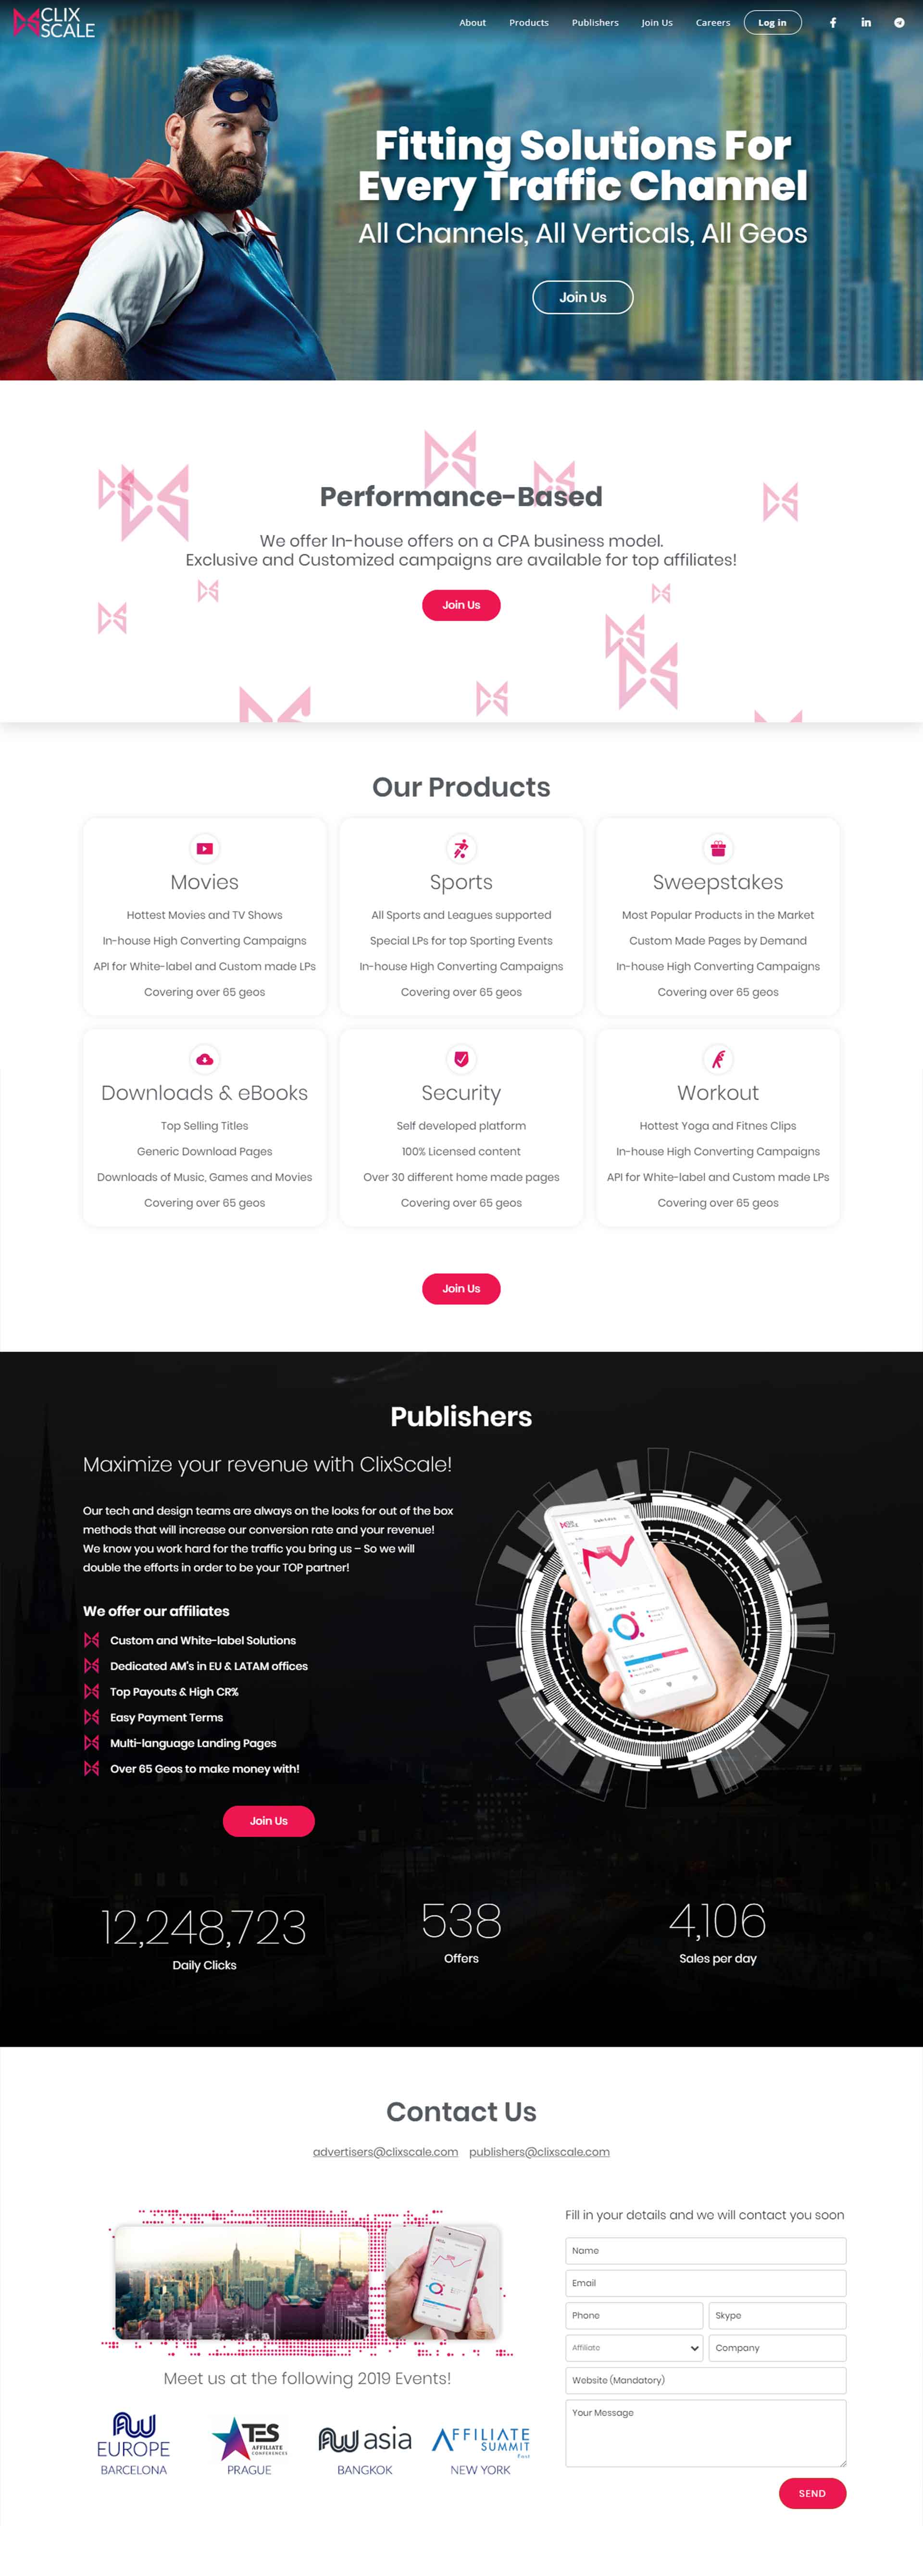 CLIX
SCALE
About
Products
Publishers
Join Us
Careers
Log in
Fitting Solutions For
Every Traffic Channel
All Channels, All Verticals, All Geos
Join Us
Performance-Based
We offer In-house offers on a CPA business model.
Exclusive and Customized campaigns are available for top affiliates!
Join Us
Our Products
Movies
Hottest Movies and TV Shows
In-house High Converting Campaigns
API for White-label and Custom made LPs
Covering over 65 geos
Sports
All Sports and Leagues supported
Special LPs for top Sporting Events
In-house High Converting Campaigns
Covering over 65 geos
Sweepstakes
Most Popular Products in the Market
Custom Made Pages by Demand
In-house High Converting Campaigns
Covering over 65 geos
Downloads & eBooks
Top Selling Titles
Generic Download Pages
Downloads of Music, Games and Movies
Covering over 65 geos
Security
Self developed platform
100% Licensed content
Over 30 different home made pages
Covering over 65 geos
Workout
Hottest Yoga and Fitnes Clips
In-house High Converting Campaigns
API for White-label and Custom made LPs
Covering over 65 geos
Join Us
Publishers
Maximize your revenue with ClixScale!
Our tech and design teams are always on the looks for out of the box
methods that will increase our conversion rate and your revenue!
We know you work hard for the traffic you bring us – So we will
double the efforts in order to be your TOP partner!
We offer our affiliates
Custom and White-label Solutions
Dedicated AM's in EU & LATAM offices
Top Payouts & High CR%
Easy Payment Terms
Multi-language Landing Pages
Over 65 Geos to make money with!
Join Us
12,248,723
Daily Clicks
538
Offers
4,106
Sales per day
Contact Us
advertisers@clixscale.com publishers@clixscale.com
Meet us at the following 2019 Events!
AW
EUROPE
BARCELONA
TES
AFFILIATE
CONFERENCES
PRAGUE
AW asia
BANGKOK
AFFILIATE
SUMMIT
East
NEW YORK
Fill in your details and we will contact you soon
Name
Email
Phone
Skype
Affiliate
Company
Website (Mandatory)
Your Message
SEND